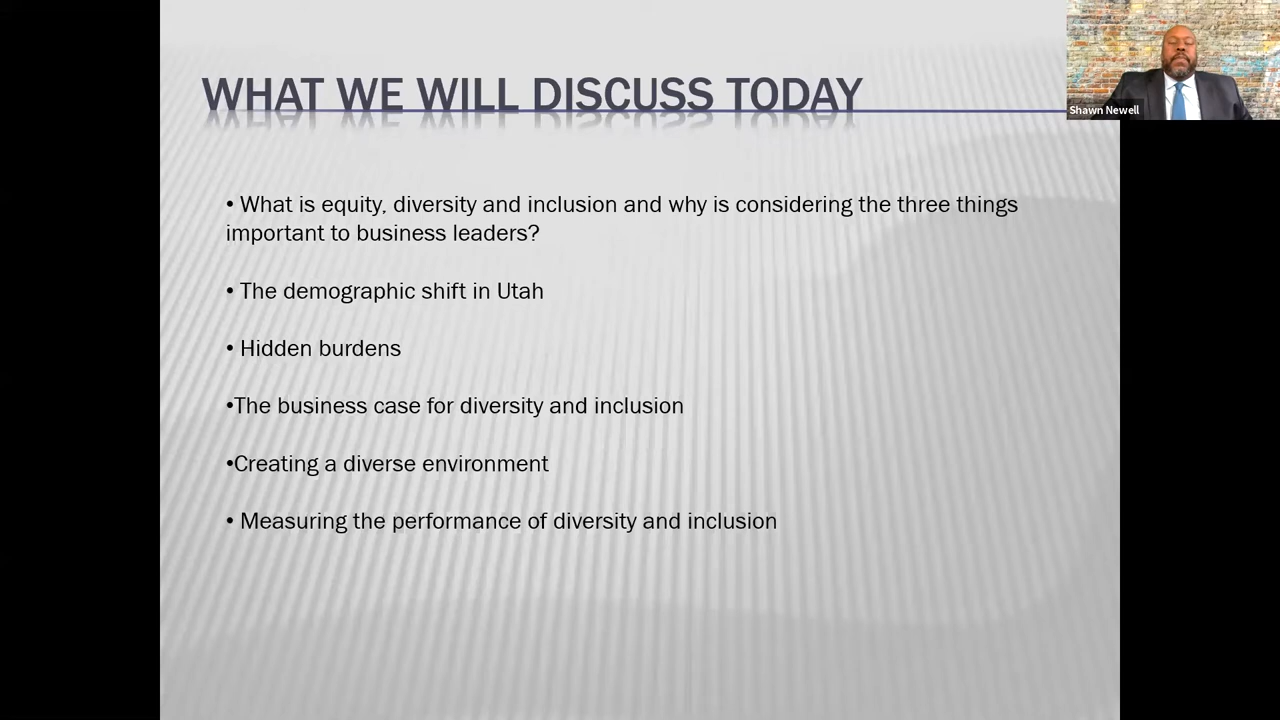 WHAT WE WILL DISCUSS TODAY
Shawn Newell
• What is equity, diversity and inclusion and why is considering the three things
important to business leaders?
• The demographic shift in Utah
• Hidden burdens
•The business case for diversity and inclusion
•Creating a diverse environment
• Measuring the performance of diversity and inclusion